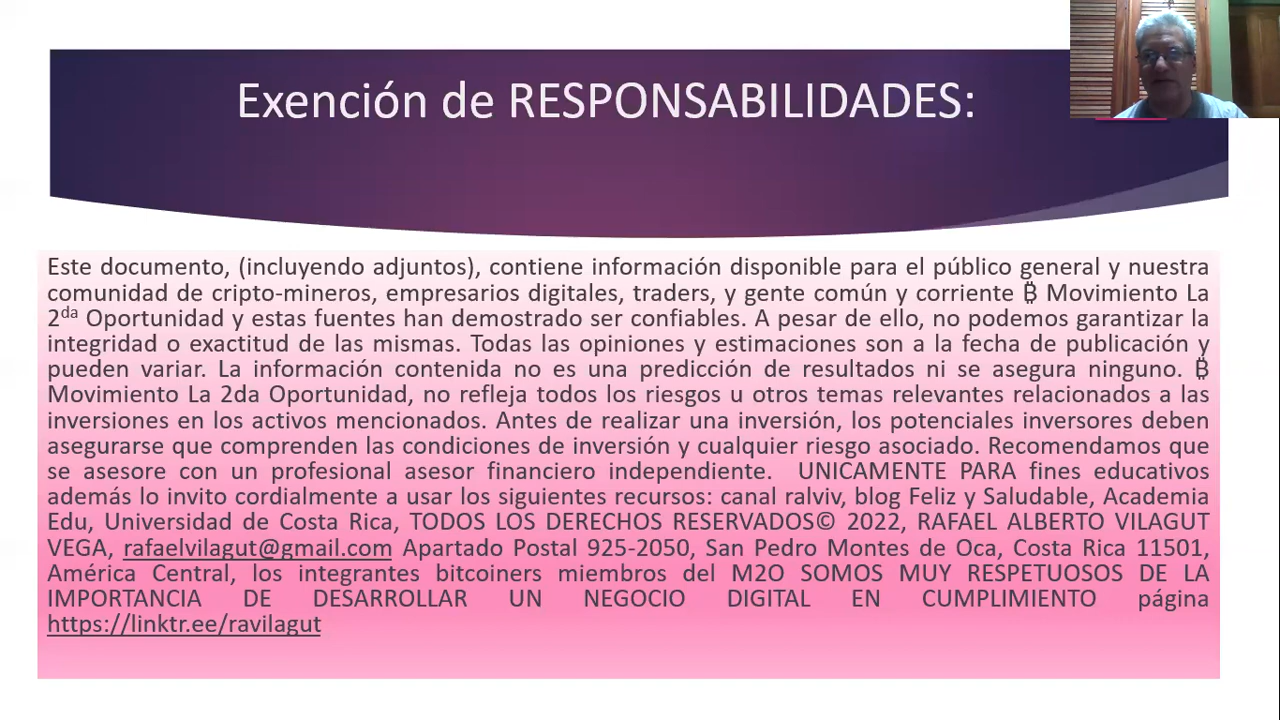 Exención de RESPONSABILIDADES:
Este documento, (incluyendo adjuntos), contiene información disponible para el público general y nuestra
comunidad de cripto-mineros, empresarios digitales, traders, y gente común y corriente ₿ Movimiento La
2da Oportunidad y estas fuentes han demostrado ser confiables. A pesar de ello, no podemos garantizar la
integridad o exactitud de las mismas. Todas las opiniones y estimaciones son a la fecha de publicación y
pueden variar. La información contenida no es una predicción de resultados ni se asegura ninguno. ₿
Movimiento La 2da Oportunidad, no refleja todos los riesgos u otros temas relevantes relacionados a las
inversiones en los activos mencionados. Antes de realizar una inversión, los potenciales inversores deben
asegurarse que comprenden las condiciones de inversión y cualquier riesgo asociado. Recomendamos que
se asesore con un profesional asesor financiero independiente. UNICAMENTE PARA fines educativos
además lo invito cordialmente a usar los siguientes recursos: canal ralviv, blog Feliz y Saludable, Academia
Edu, Universidad de Costa Rica, TODOS LOS DERECHOS RESERVADOS© 2022, RAFAEL ALBERTO VILAGUT
VEGA, rafaelvilagut@gmail.com Apartado Postal 925-2050, San Pedro Montes de Oca, Costa Rica 11501,
América Central, los integrantes bitcoiners miembros del M2O SOMOS MUY RESPETUOSOS DE LA
IMPORTANCIA DE DESARROLLAR UN NEGOCIO DIGITAL EN CUMPLIMIENTO página
https://linktr.ee/ravilagut